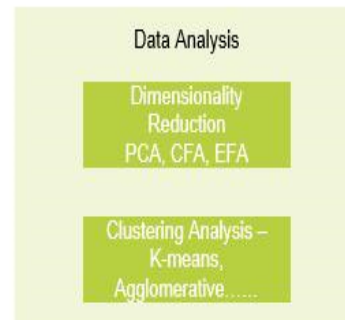 Data Analysis
Dimensionality
Reduction
PCA, CFA, EFA
Clustering Analysis –
K-means,
Agglomerative......